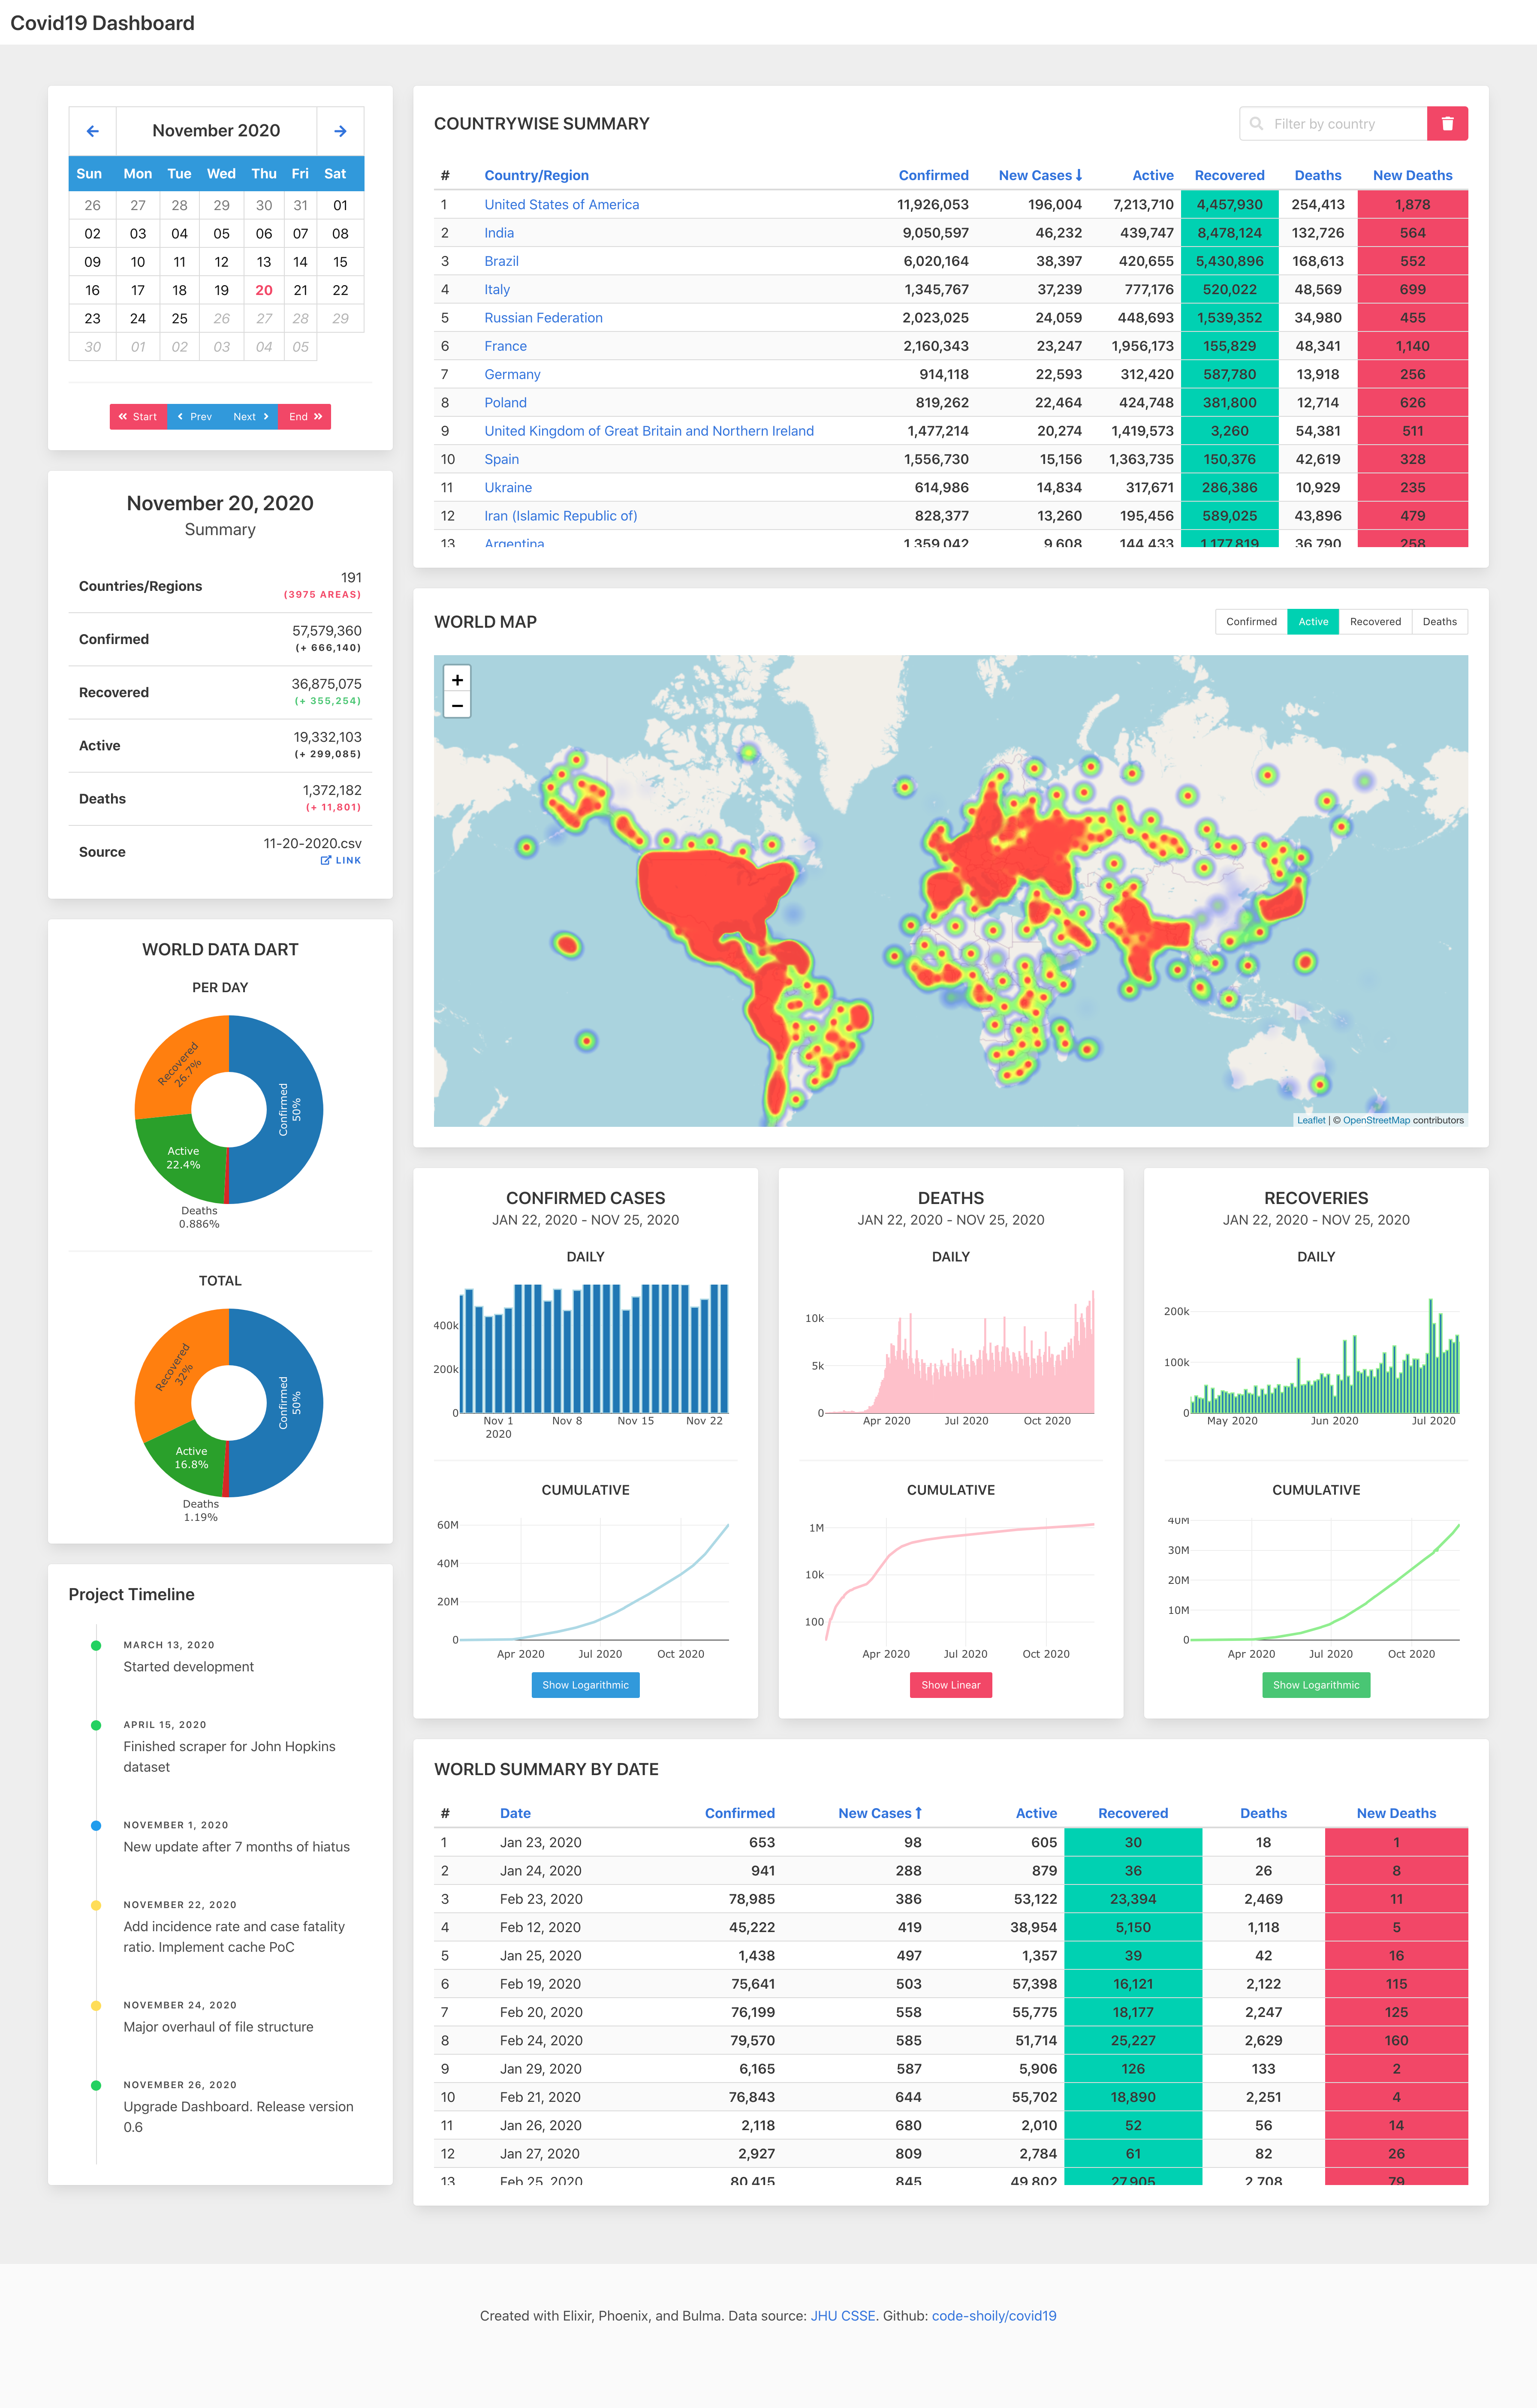 Covid19 Dashboard
November 2020
Sun Mon Tue Wed Thu Fri Sat
26 27 28 29 30 31 01
02 03 04 05 06 07 08
09 10 11 12 13 14 15
16 17 18 19 20 21 22
23 24 25 26 27 28 29
30 01 02 03 04 05
Start Prev Next End
November 20, 2020
Summary
Countries/Regions 191
(3975 AREAS)
Confirmed 57,579,360
(+ 666,140)
Recovered 36,875,075
(+ 355,254)
Active 19,332,103
(+ 299,085)
Deaths 1,372,182
(+ 11,801)
Source 11-20-2020.csv
LINK
WORLD DATA DART
PER DAY
Recovered
26.7%
Confirmed
50%
Active
22.4%
Deaths
0.886%
TOTAL
Recovered
32%
Confirmed
50%
Active
16.8%
Deaths
1.19%
Project Timeline
MARCH 13, 2020
Started development
APRIL 15, 2020
Finished scraper for John Hopkins
dataset
NOVEMBER 1, 2020
New update after 7 months of hiatus
NOVEMBER 22, 2020
Add incidence rate and case fatality
ratio. Implement cache PoC
NOVEMBER 24, 2020
Major overhaul of file structure
NOVEMBER 26, 2020
Upgrade Dashboard. Release version
0.6
COUNTRYWISE SUMMARY
Filter by country
# Country/Region Confirmed New Cases Active Recovered Deaths New Deaths
1 United States of America 11,926,053 196,004 7,213,710 4,457,930 254,413 1,878
2 India 9,050,597 46,232 439,747 8,478,124 132,726 564
3 Brazil 6,020,164 38,397 420,655 5,430,896 168,613 552
4 Italy 1,345,767 37,239 777,176 520,022 48,569 699
5 Russian Federation 2,023,025 24,059 448,693 1,539,352 34,980 455
6 France 2,160,343 23,247 1,956,173 155,829 48,341 1,140
7 Germany 914,118 22,593 312,420 587,780 13,918 256
8 Poland 819,262 22,464 424,748 381,800 12,714 626
9 United Kingdom of Great Britain and Northern Ireland 1,477,214 20,274 1,419,573 3,260 54,381 511
10 Spain 1,556,730 15,156 1,363,735 150,376 42,619 328
11 Ukraine 614,986 14,834 317,671 286,386 10,929 235
12 Iran (Islamic Republic of) 828,377 13,260 195,456 589,025 43,896 479
13 Argentina 1,359,042 9,608 144,433 1,177,819 36,790 258
WORLD MAP
Confirmed Active Recovered Deaths
+
−
Leaflet | © OpenStreetMap contributors
CONFIRMED CASES
JAN 22, 2020 - NOV 25, 2020
DAILY
400k
200k
0
Nov 1 Nov 8 Nov 15 Nov 22
2020
CUMULATIVE
60M
40M
20M
0
Apr 2020 Jul 2020 Oct 2020
Show Logarithmic
DEATHS
JAN 22, 2020 - NOV 25, 2020
DAILY
10k
5k
0
Apr 2020 Jul 2020 Oct 2020
CUMULATIVE
1M
10k
100
Apr 2020 Jul 2020 Oct 2020
Show Linear
RECOVERIES
JAN 22, 2020 - NOV 25, 2020
DAILY
200k
100k
0
May 2020 Jun 2020 Jul 2020
CUMULATIVE
40M
30M
20M
10M
0
Apr 2020 Jul 2020 Oct 2020
Show Logarithmic
WORLD SUMMARY BY DATE
# Date Confirmed New Cases Active Recovered Deaths New Deaths
1 Jan 23, 2020 653 98 605 30 18 1
2 Jan 24, 2020 941 288 879 36 26 8
3 Feb 23, 2020 78,985 386 53,122 23,394 2,469 11
4 Feb 12, 2020 45,222 419 38,954 5,150 1,118 5
5 Jan 25, 2020 1,438 497 1,357 39 42 16
6 Feb 19, 2020 75,641 503 57,398 16,121 2,122 115
7 Feb 20, 2020 76,199 558 55,775 18,177 2,247 125
8 Feb 24, 2020 79,570 585 51,714 25,227 2,629 160
9 Jan 29, 2020 6,165 587 5,906 126 133 2
10 Feb 21, 2020 76,843 644 55,702 18,890 2,251 4
11 Jan 26, 2020 2,118 680 2,010 52 56 14
12 Jan 27, 2020 2,927 809 2,784 61 82 26
13 Feb 25, 2020 80,415 845 49,802 27,905 2,708 79
Created with Elixir, Phoenix, and Bulma. Data source: JHU CSSE. Github: code-shoily/covid19